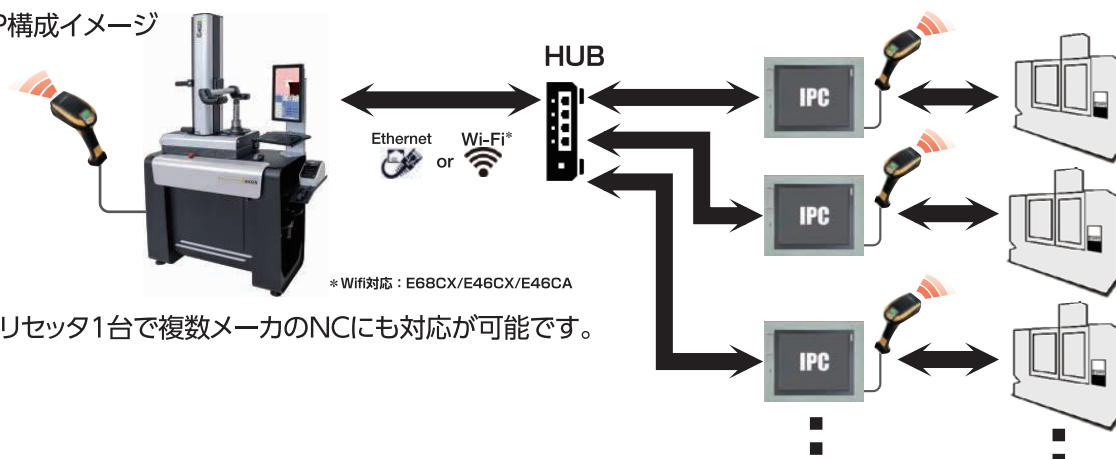 P構成イメージ
HUB
Ethernet
or
Wi-Fi*
IPC
IPC
IPC
*Wifi対応：E68CX/E46CX/E46CA
リセッタ1台で複数メーカのNCにも対応が可能です。